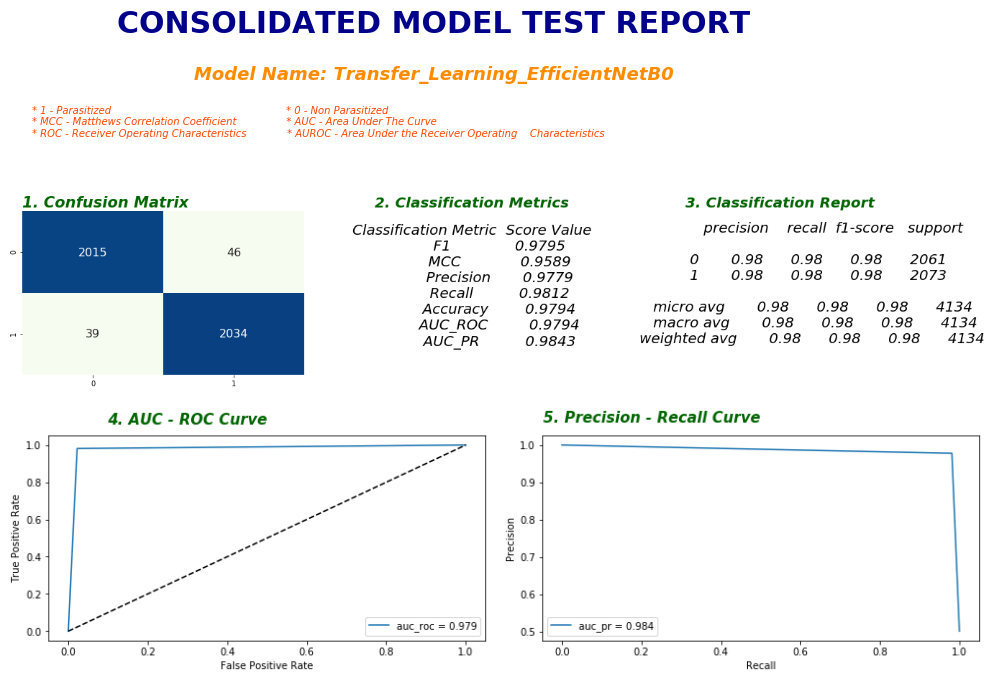 CONSOLIDATED MODEL TEST REPORT
Model Name: Transfer_Learning_EfficientNetB0
* 1 - Parasitized * 0 - Non Parasitized
* MCC - Matthews Correlation Coefficient * AUC - Area Under The Curve
* ROC - Receiver Operating Characteristics * AUROC - Area Under the Receiver Operating Characteristics
1. Confusion Matrix
0
2015 46
1
39 2034
0 1
2. Classification Metrics
Classification Metric Score Value
F1 0.9795
MCC 0.9589
Precision 0.9779
Recall 0.9812
Accuracy 0.9794
AUC_ROC 0.9794
AUC_PR 0.9843
3. Classification Report
precision recall f1-score support
0 0.98 0.98 0.98 2061
1 0.98 0.98 0.98 2073
micro avg 0.98 0.98 0.98 4134
macro avg 0.98 0.98 0.98 4134
weighted avg 0.98 0.98 0.98 4134
4. AUC - ROC Curve
True Positive Rate
1.0
0.8
0.6
0.4
0.2
0.0
auc_roc = 0.979
0.0 0.2 0.4 0.6 0.8 1.0
False Positive Rate
5. Precision - Recall Curve
Precision
1.0
0.9
0.8
0.7
0.6
0.5
auc_pr = 0.984
0.0 0.2 0.4 0.6 0.8 1.0
Recall